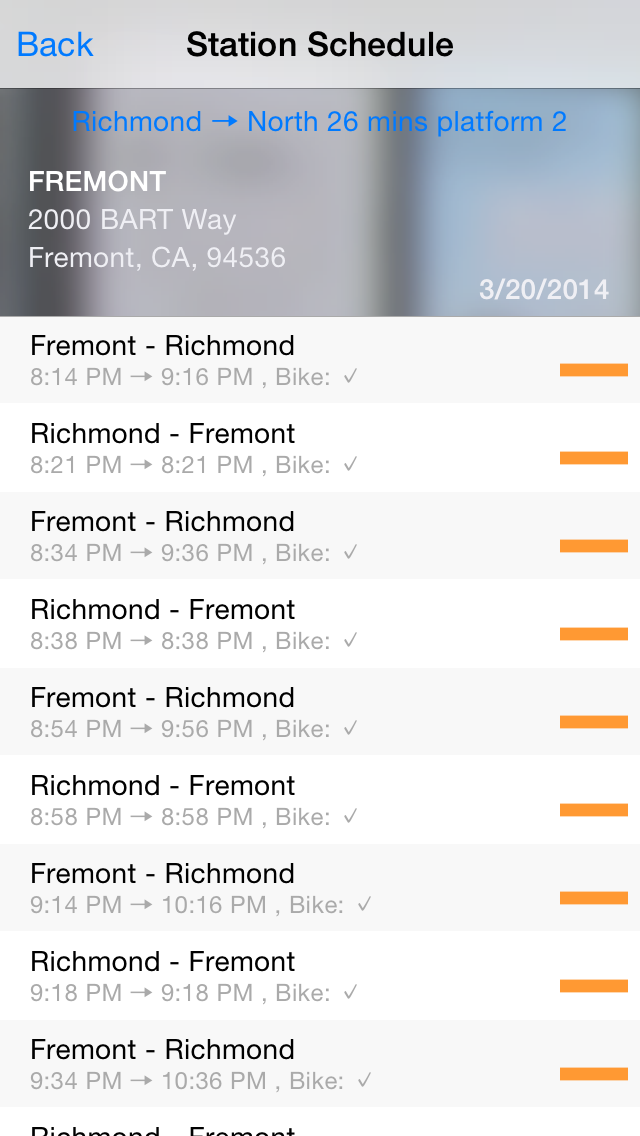 Back Station Schedule
Richmond → North 26 mins platform 2
FREMONT
2000 BART Way
Fremont, CA, 94536
3/20/2014
Fremont - Richmond
8:14 PM → 9:16 PM , Bike: ✓
Richmond - Fremont
8:21 PM → 8:21 PM , Bike: ✓
Fremont - Richmond
8:34 PM → 9:36 PM , Bike: ✓
Richmond - Fremont
8:38 PM → 8:38 PM , Bike: ✓
Fremont - Richmond
8:54 PM → 9:56 PM , Bike: ✓
Richmond - Fremont
8:58 PM → 8:58 PM , Bike: ✓
Fremont - Richmond
9:14 PM → 10:16 PM , Bike: ✓
Richmond - Fremont
9:18 PM → 9:18 PM , Bike: ✓
Fremont - Richmond
9:34 PM → 10:36 PM , Bike: ✓
Richmond - Fremont